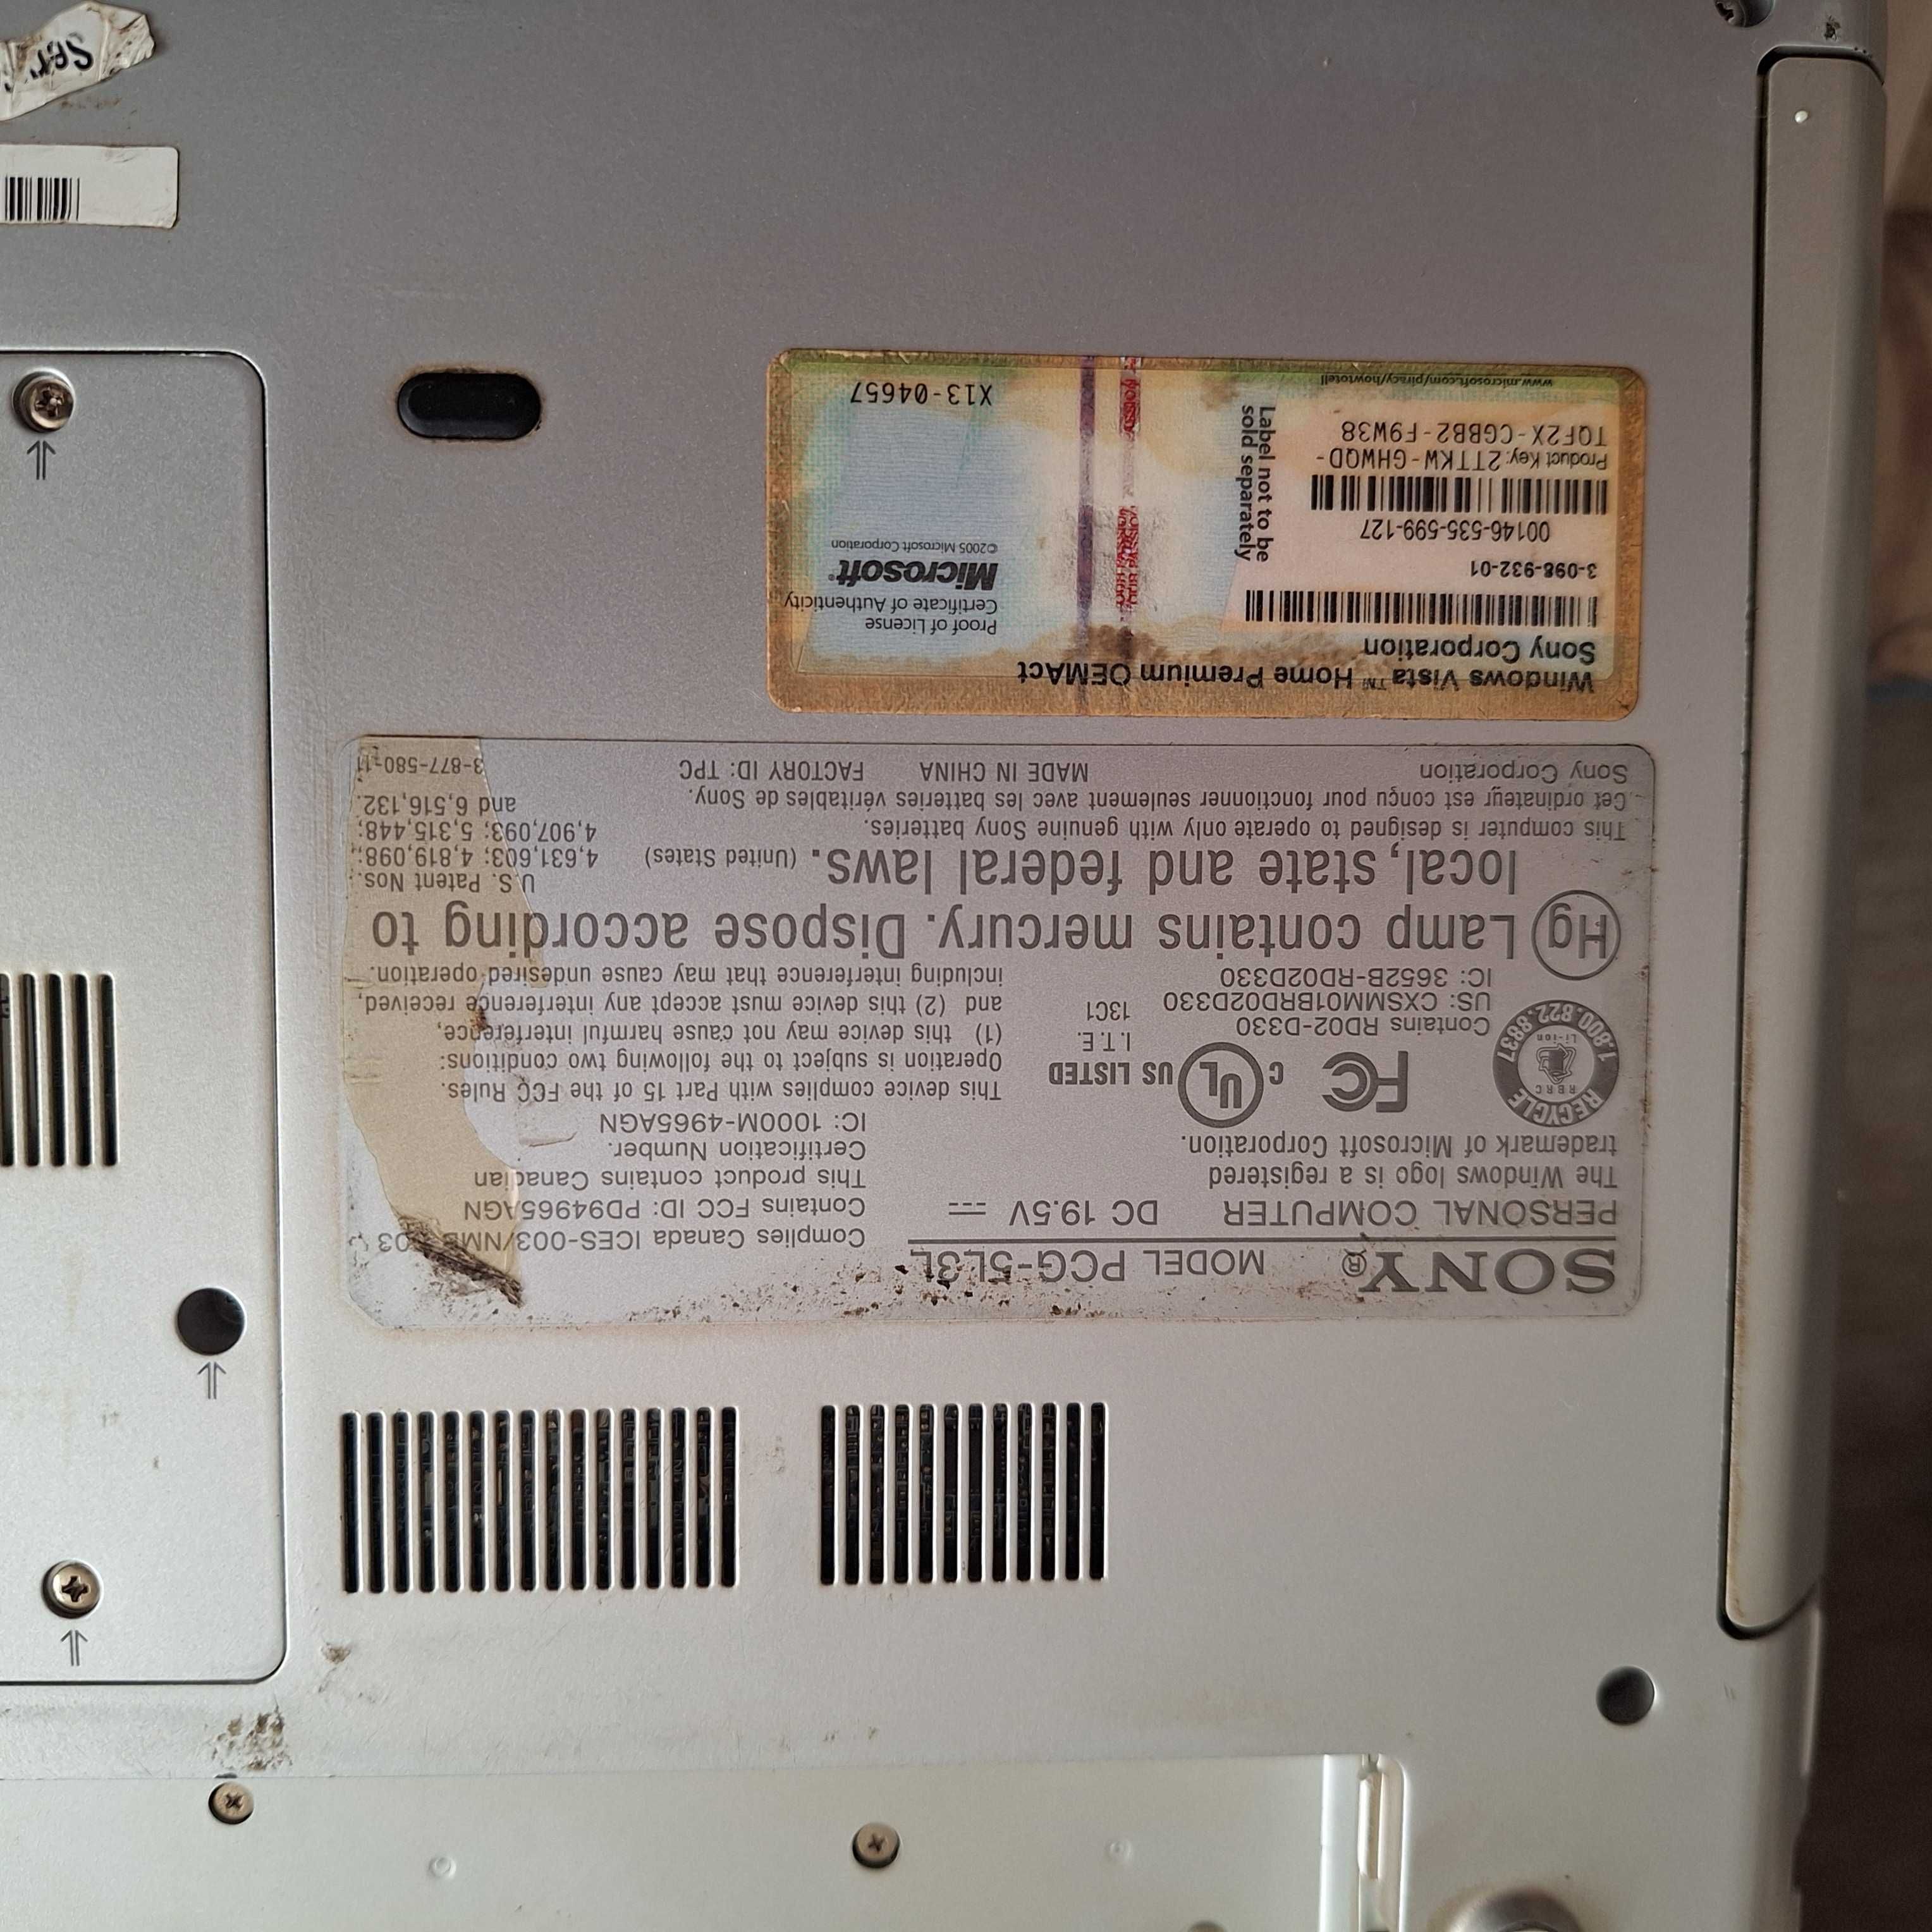 SONY® MODEL PCG-5L3L
PERSONAL COMPUTER DC 19.5V
The Windows logo is a registered
trademark of Microsoft Corporation.
RECYCLE
RBRC
Li-ion
1.800.822.8837
FC
C UL US LISTED
I.T.E.
13C1
Contains RD02-D330
US: CXSMM01BRD02D330
IC: 3652B-RD02D330
Complies Canada ICES-003/NMB-003
Contains FCC ID: PD94965AGN
This product contains Canadian
Certification Number.
IC: 1000M-4965AGN
This device complies with Part 15 of the FCC Rules.
Operation is subject to the following two conditions:
(1) this device may not cause harmful interference,
and (2) this device must accept any interference received,
including interference that may cause undesired operation.
Hg Lamp contains mercury. Dispose according to
local, state and federal laws. (United States)
U.S. Patent Nos.
4,631,603; 4,819,098;
4,907,093; 5,315,448;
and 6,516,132.
This computer is designed to operate only with genuine Sony batteries.
Cet ordinateur est conçu pour fonctionner seulement avec les batteries véritables de Sony.
Sony Corporation MADE IN CHINA FACTORY ID: TPC
3-877-580-11
Windows Vista™ Home Premium OEMAct
Sony Corporation
3-098-932-01
00146-535-599-127
Product Key: 2TTKW-GHWQD-
TQF2X-CGBB2-F9W38
www.microsoft.com/piracy/howtotell
Label not to be
sold separately
Proof of License
Certificate of Authenticity
Microsoft®
©2005 Microsoft Corporation
X13-04657